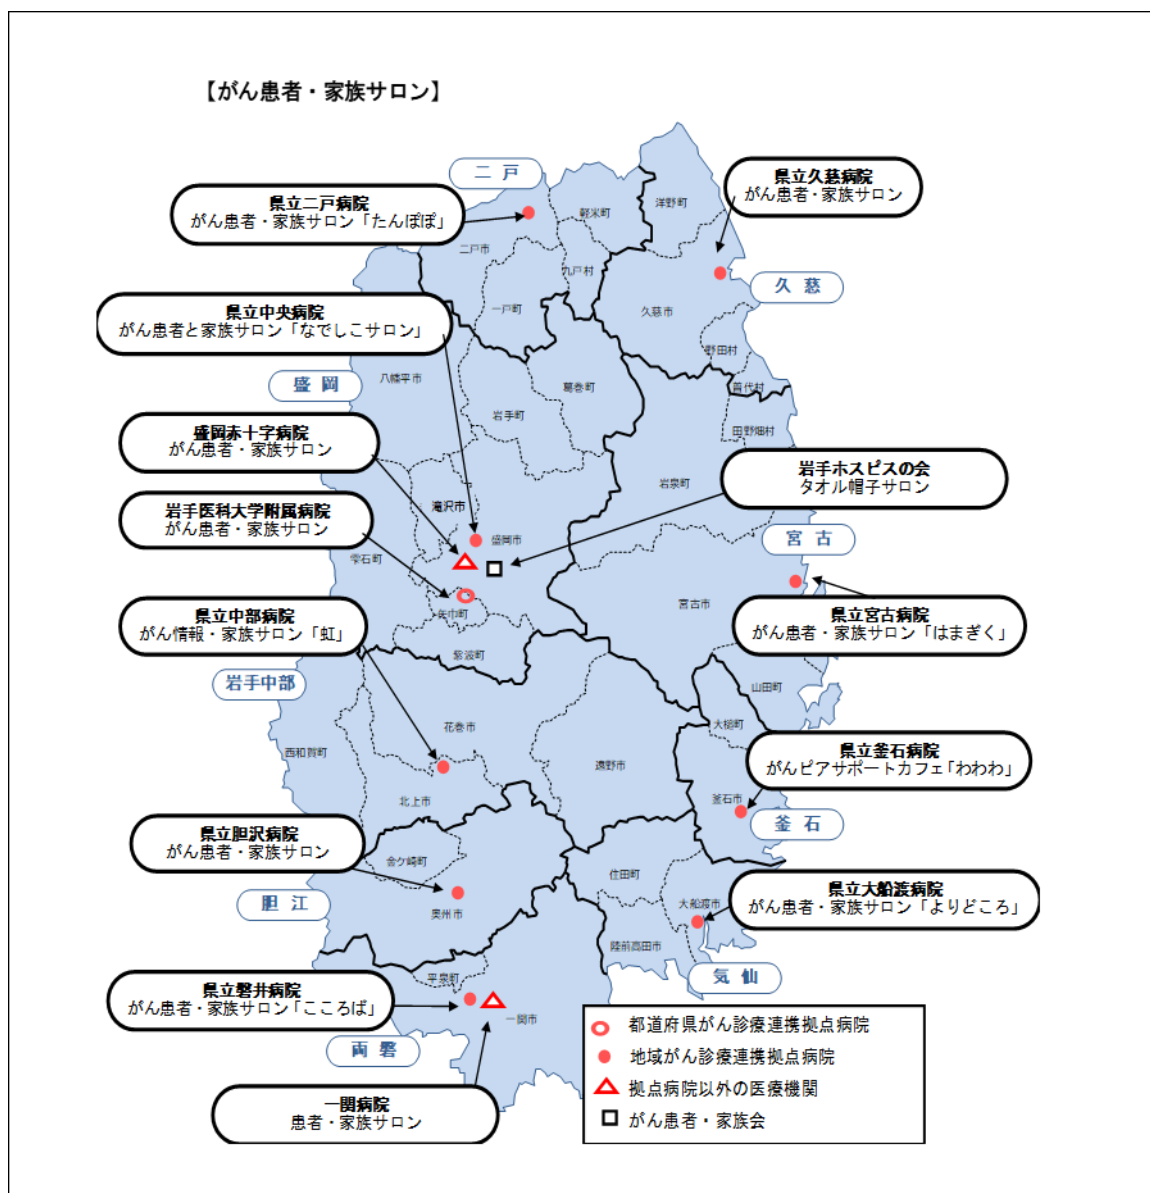 【がん患者・家族サロン】
二戸
県立二戸病院
がん患者・家族サロン「たんぽぽ」
県立久慈病院
がん患者・家族サロン
洋野町
軽米町
二戸市
九戸村
久慈
一戸町
久慈市
県立中央病院
がん患者と家族サロン「なでしこサロン」
野田村
盛岡
八幡平市
葛巻町
普代村
岩手町
田野畑村
盛岡赤十字病院
がん患者・家族サロン
岩手ホスピスの会
タオル帽子サロン
岩泉町
滝沢市
岩手医科大学附属病院
がん患者・家族サロン
盛岡市
宮古
雫石町
宮古市
矢巾町
県立中部病院
がん情報・家族サロン「虹」
県立宮古病院
がん患者・家族サロン「はまぎく」
紫波町
岩手中部
山田町
大槌町
花巻市
西和賀町
遠野市
県立釜石病院
がんピアサポートカフェ「わわわ」
北上市
釜石市
釜石
県立胆沢病院
がん患者・家族サロン
金ケ崎町
住田町
胆江
奥州市
大船渡市
県立大船渡病院
がん患者・家族サロン「よりどころ」
陸前高田市
気仙
平泉町
県立磐井病院
がん患者・家族サロン「こころば」
一関市
両磐
一関病院
患者・家族サロン
都道府県がん診療連携拠点病院
地域がん診療連携拠点病院
拠点病院以外の医療機関
がん患者・家族会